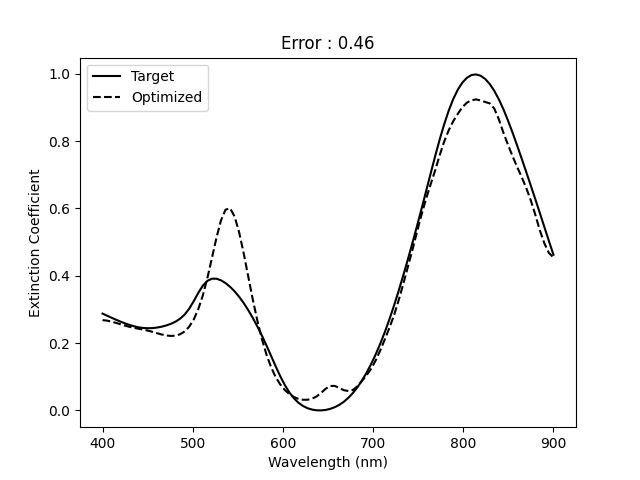 Error : 0.46
Target
Optimized
Extinction Coefficient
1.0
0.8
0.6
0.4
0.2
0.0
400 500 600 700 800 900
Wavelength (nm)